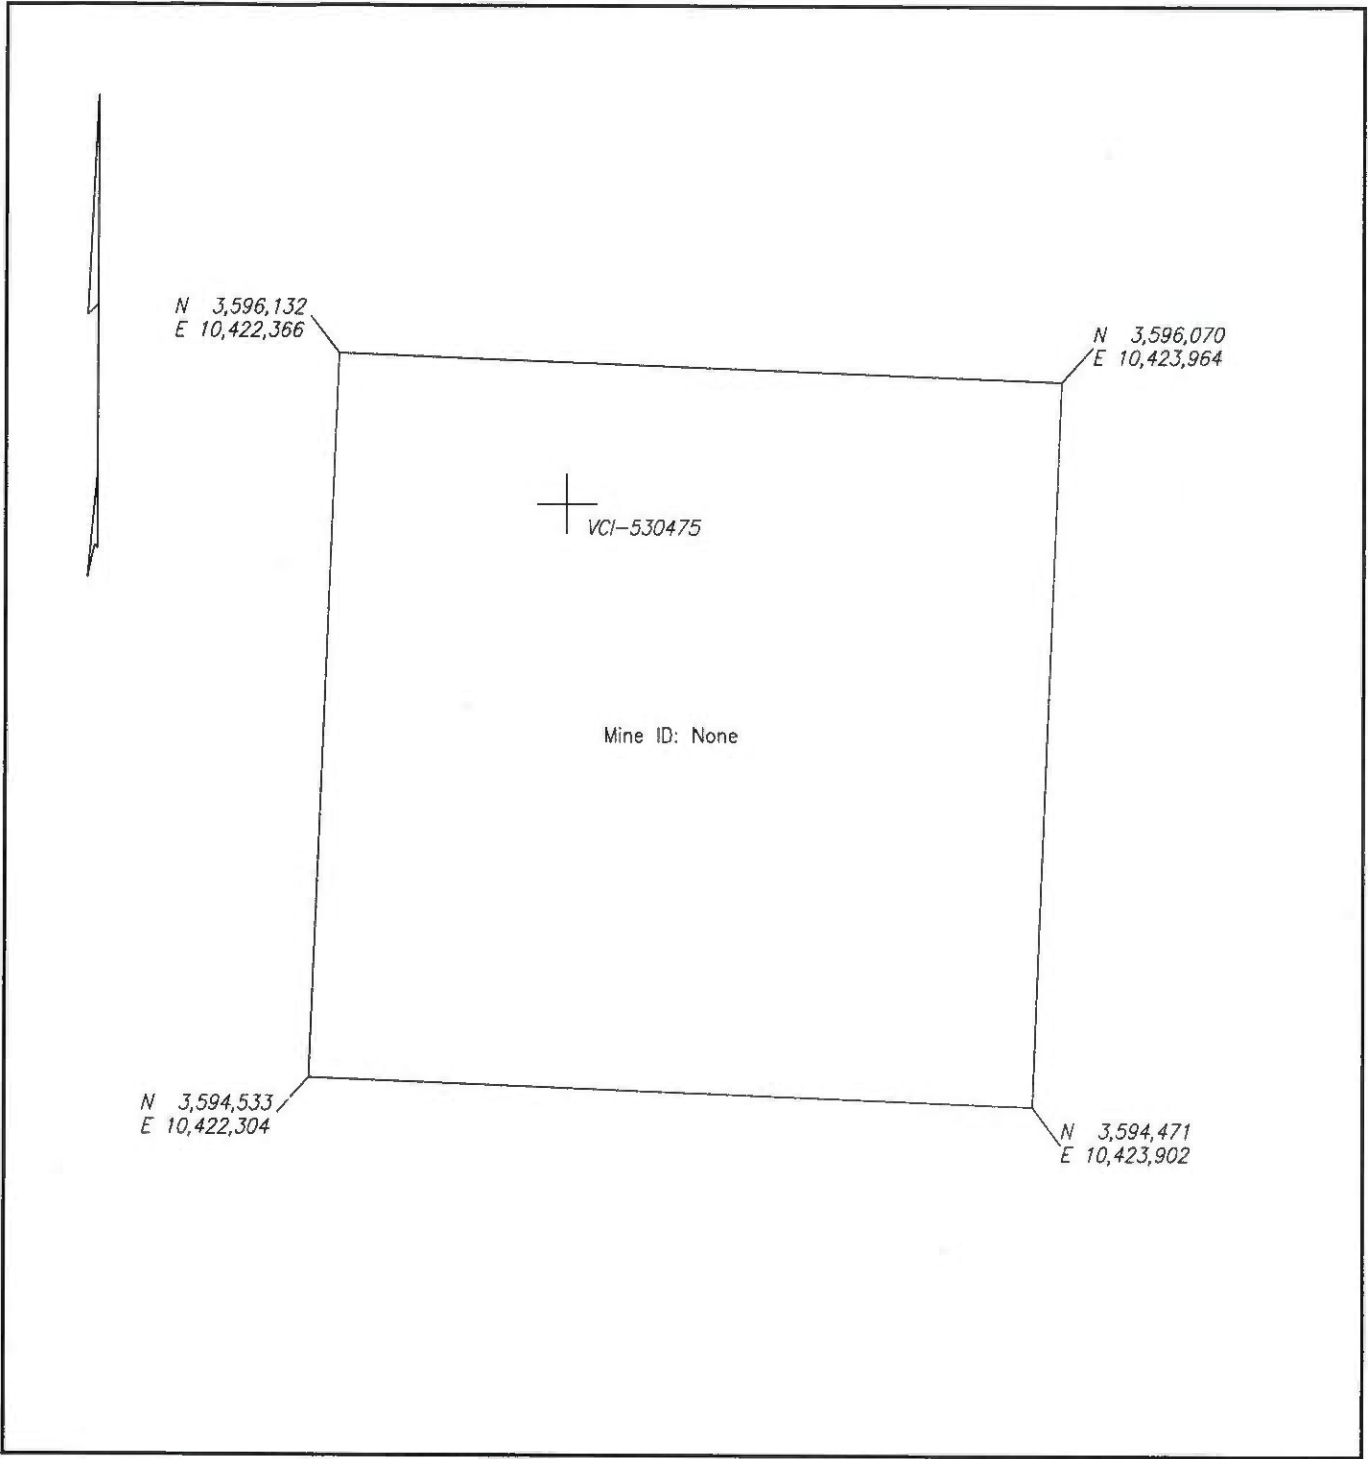 N 3,596,132
E 10,422,366
N 3,596,070
E 10,423,964
VCI-530475
Mine ID: None
N 3,594,533
E 10,422,304
N 3,594,471
E 10,423,902